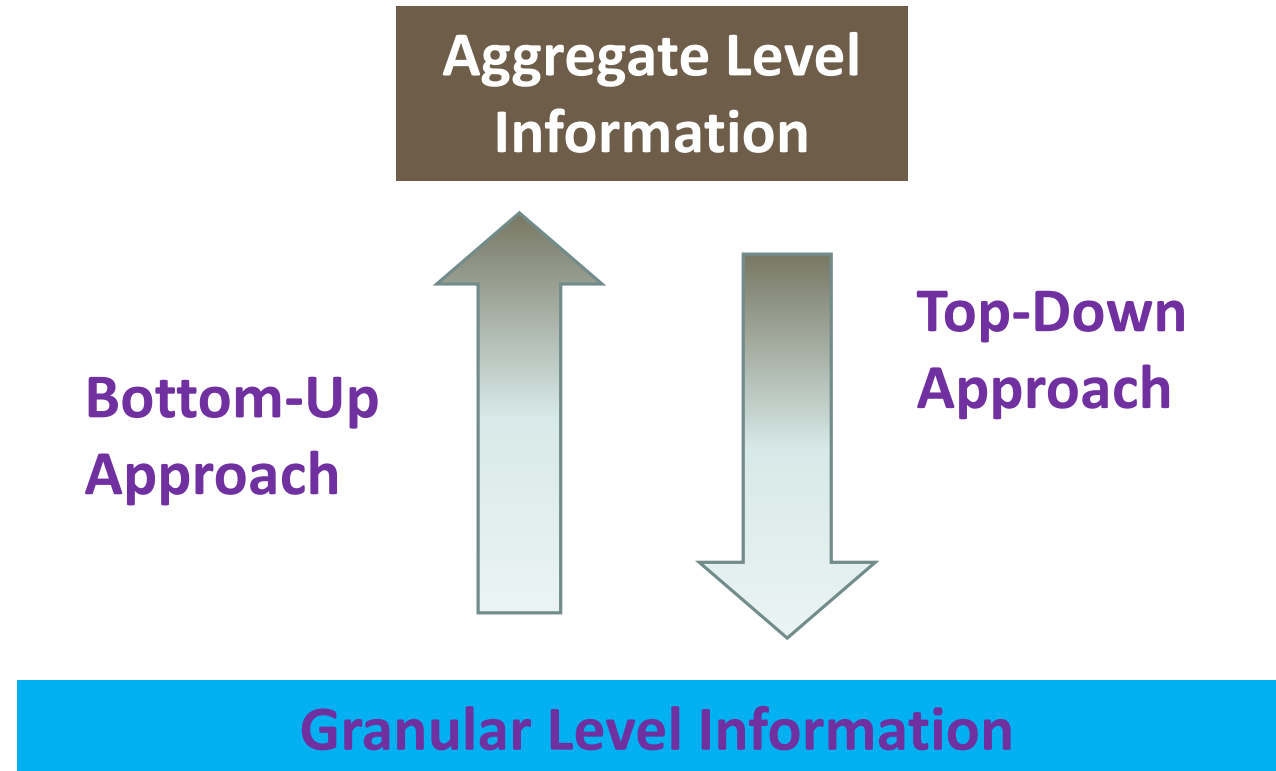 Aggregate Level
Information
Top-Down
Approach
Bottom-Up
Approach
Granular Level Information